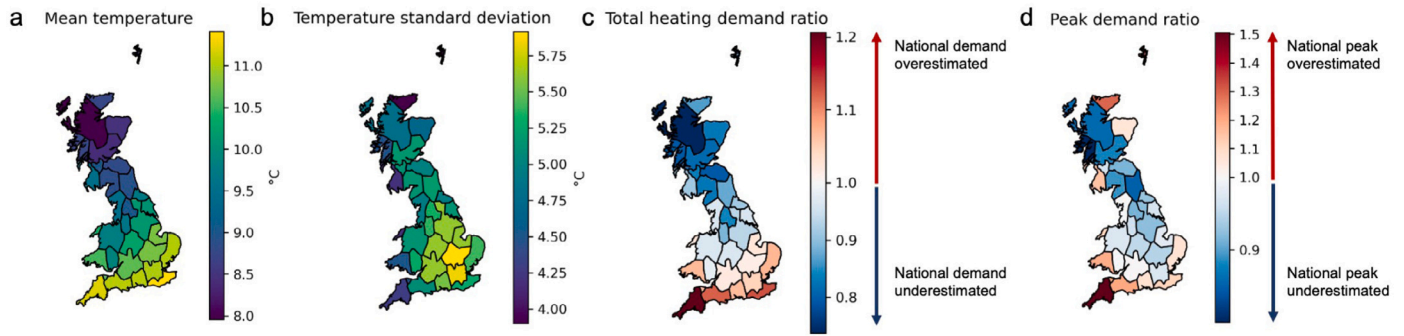 a Mean temperature
11.0
10.5
10.0
9.5
9.0
8.5
8.0
°C
b Temperature standard deviation
5.75
5.50
5.25
5.00
4.75
4.50
4.25
4.00
°C
c Total heating demand ratio
1.2
1.1
1.0
0.9
0.8
National demand
overestimated
National demand
underestimated
d Peak demand ratio
1.5
1.4
1.3
1.2
1.1
1.0
0.9
National peak
overestimated
National peak
underestimated